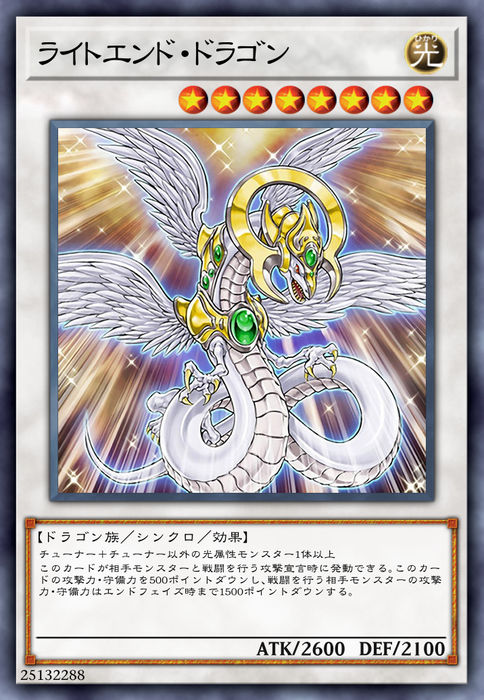 ライトエンド・ドラゴン
ひかり
光
【ドラゴン族／シンクロ／効果】
チューナー＋チューナー以外の光属性モンスター1体以上
このカードが相手モンスターと戦闘を行う攻撃宣言時に発動できる。このカー
ドの攻撃力・守備力を500ポイントダウンし、戦闘を行う相手モンスターの攻撃
力・守備力はエンドフェイズ時まで1500ポイントダウンする。
ATK/2600 DEF/2100
25132288